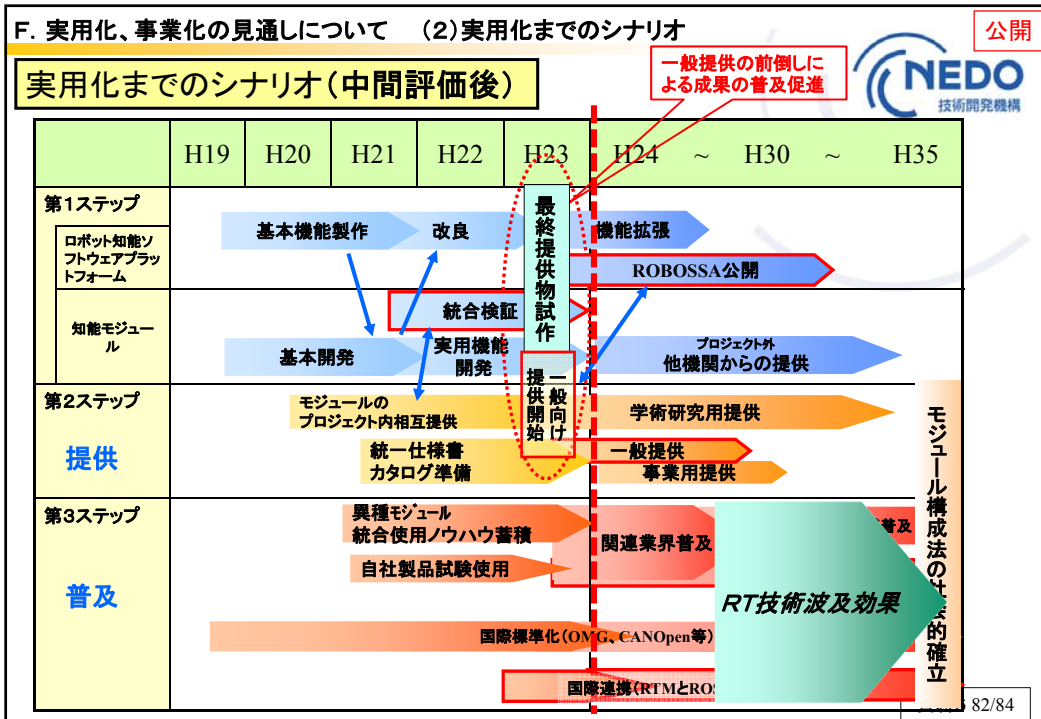 F. 実用化、事業化の見通しについて (2)実用化までのシナリオ
公開
実用化までのシナリオ(中間評価後)
一般提供の前倒しに
よる成果の普及促進
NEDO
技術開発機構
H19 H20 H21 H22 H23 H24 ~ H30 ~ H35
第1ステップ
ロボット知能ソ
フトウェアプラッ
トフォーム
基本機能製作
改良
最終提供物試作
機能拡張
ROBOSSA公開
知能モジュー
ル
統合検証
基本開発
実用機能
開発
プロジェクト外
他機関からの提供
第2ステップ
提供
モジュールの
プロジェクト内相互提供
一般向け
提供開始
学術研究用提供
統一仕様書
カタログ準備
一般提供
事業用提供
第3ステップ
普及
異種モジュール
統合使用ノウハウ蓄積
自社製品試験使用
関連業界普及
普及
RT技術波及効果
モジュール構成法の社会的確立
国際標準化(OMG、CANOpen等)
国際連携(RTMとROS
82/84